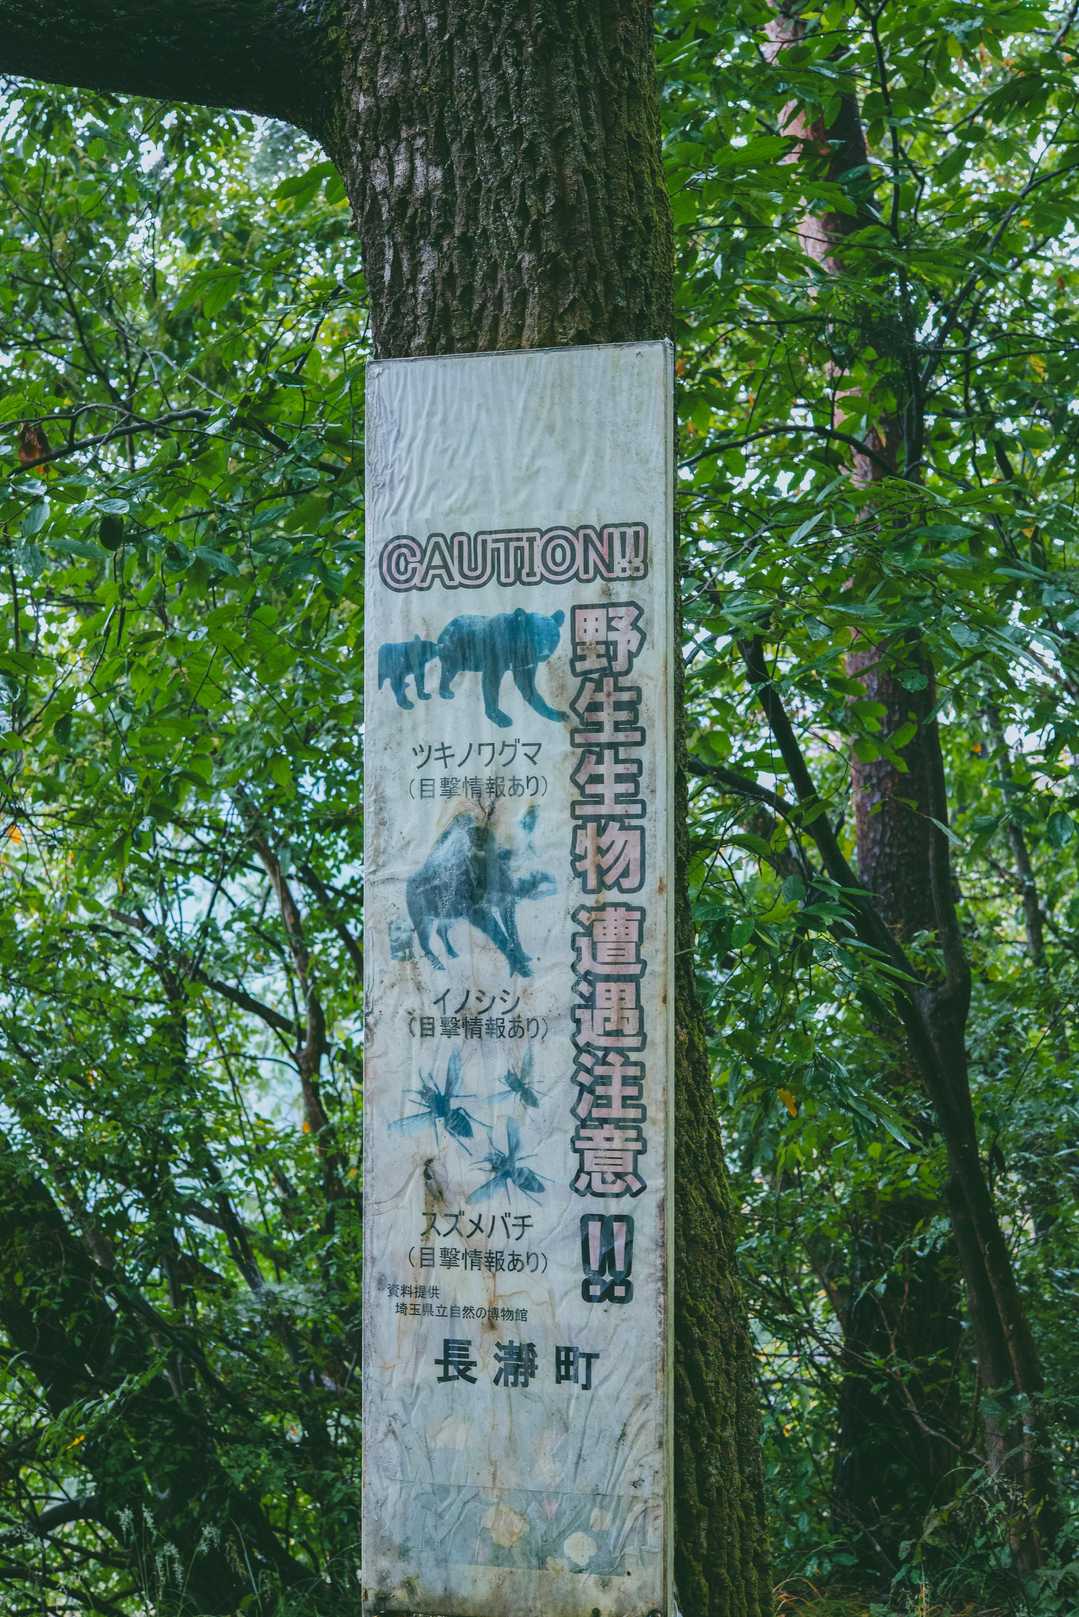 CAUTION!!
野生生物 遭遇注意!!
ツキノワグマ
(目撃情報あり)
イノシシ
(目撃情報あり)
スズメバチ
(目撃情報あり)
資料提供
埼玉県立自然の博物館
長瀞町